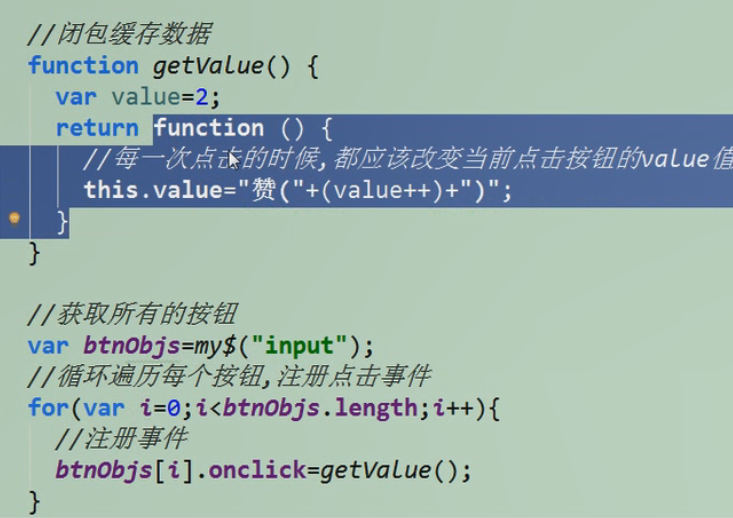 //闭包缓存数据
function getValue() {
var value=2;
return function () {
//每一次点击的时候,都应该改变当前点击按钮的value值
this.value="赞("+(value++)+")";
}
}
//获取所有的按钮
var btnObjs=my$("input");
//循环遍历每个按钮,注册点击事件
for(var i=0;i<btnObjs.length;i++){
//注册事件
btnObjs[i].onclick=getValue();
}